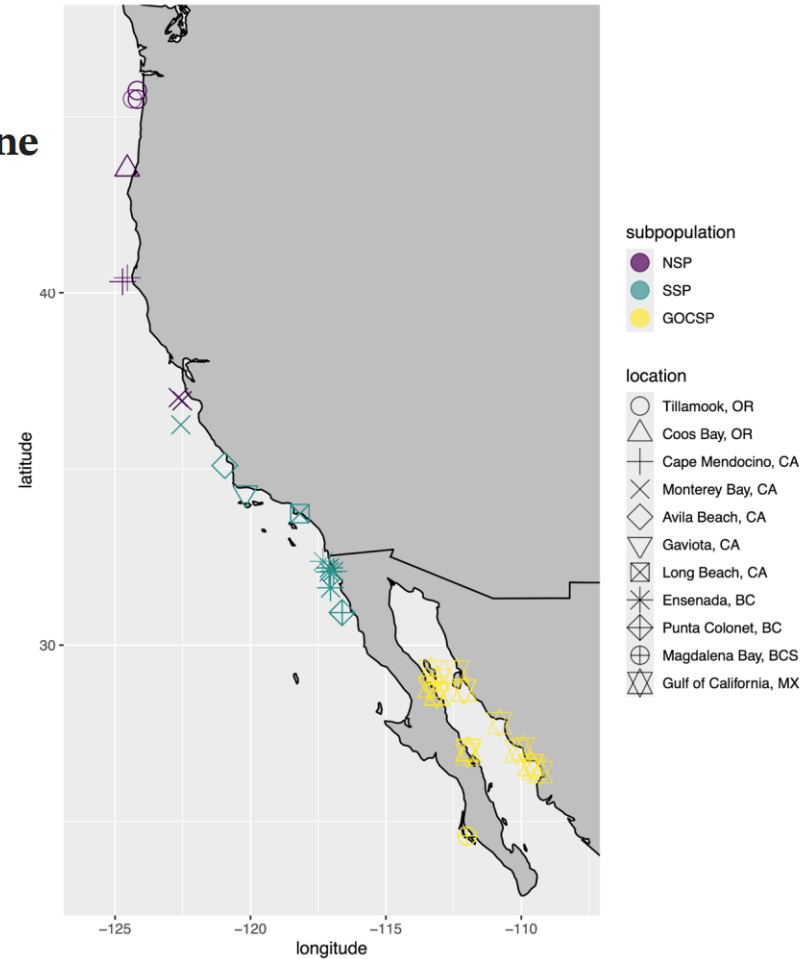 ne
40
30
latitude
-125
-120
-115
-110
longitude
subpopulation
NSP
SSP
GOCSP
location
Tillamook, OR
Coos Bay, OR
Cape Mendocino, CA
Monterey Bay, CA
Avila Beach, CA
Gaviota, CA
Long Beach, CA
Ensenada, BC
Punta Colonet, BC
Magdalena Bay, BCS
Gulf of California, MX